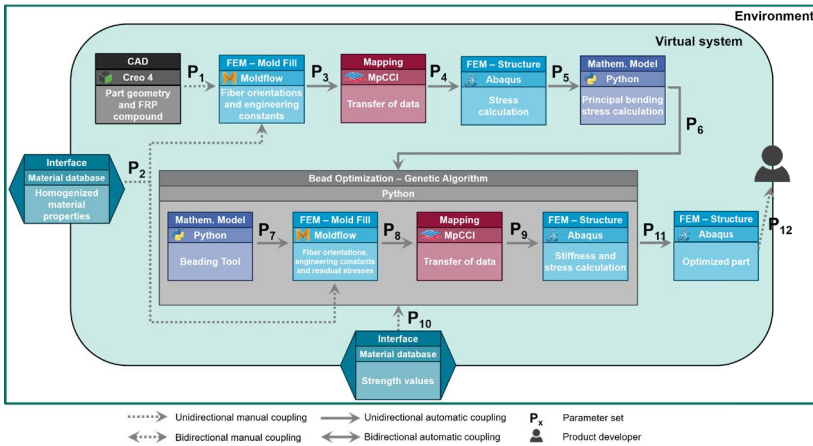 Environment
Virtual system
CAD
Creo 4
Part geometry
and FRP
compound
P1
FEM – Mold Fill
Moldflow
Fiber orientations
and engineering
constants
P3
Mapping
MpCCI
Transfer of data
P4
FEM – Structure
Abaqus
Stress
calculation
P5
Mathem. Model
Python
Principal bending
stress calculation
P6
Interface
Material database
Homogenized
material
properties
P2
Bead Optimization – Genetic Algorithm
Python
Mathem. Model
Python
Beading Tool
P7
FEM – Mold Fill
Moldflow
Fiber orientations,
engineering constants
and residual stresses
P8
Mapping
MpCCI
Transfer of data
P9
FEM – Structure
Abaqus
Stiffness and
stress calculation
P11
FEM – Structure
Abaqus
Optimized part
P12
P10
Interface
Material database
Strength values
Unidirectional manual coupling
Unidirectional automatic coupling
Px
Parameter set
Bidirectional manual coupling
Bidirectional automatic coupling
Product developer